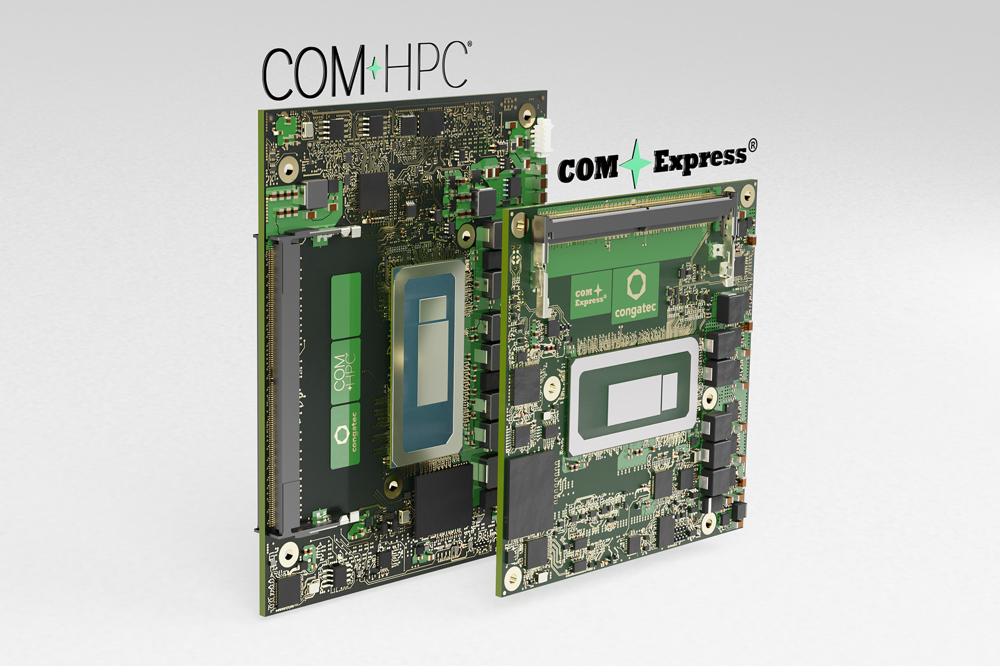 COM HPC®
COM Express®
COM
Express®
congatec
COM
HPC®
congatec